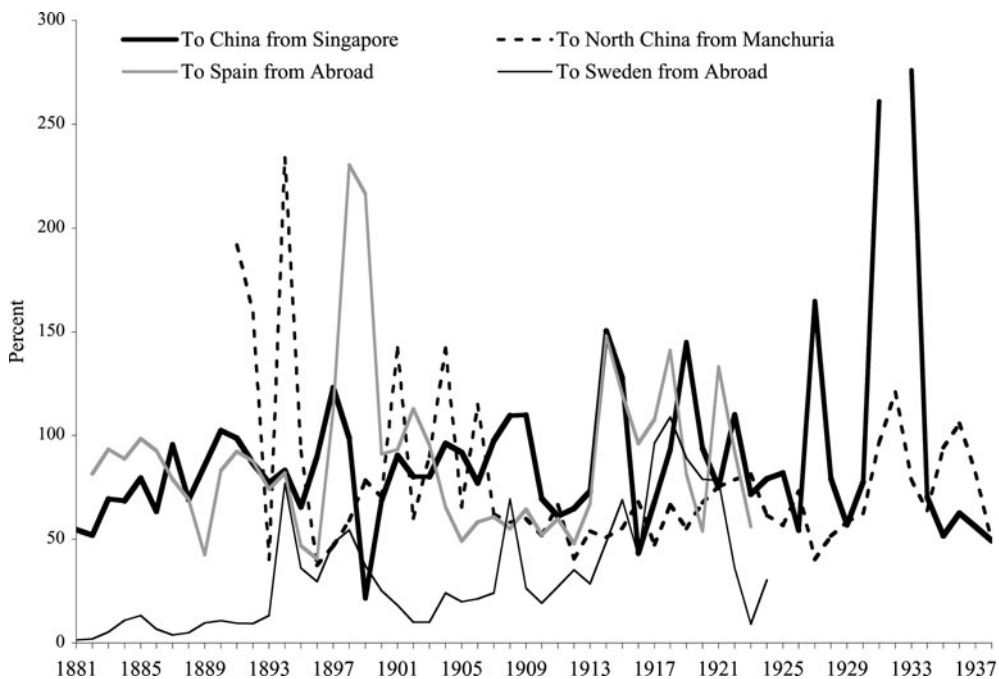 300
To China from Singapore
To North China from Manchuria
To Spain from Abroad
To Sweden from Abroad
250
200
Percent
150
100
50
0
1881 1885 1889 1893 1897 1901 1905 1909 1913 1917 1921 1925 1929 1933 1937